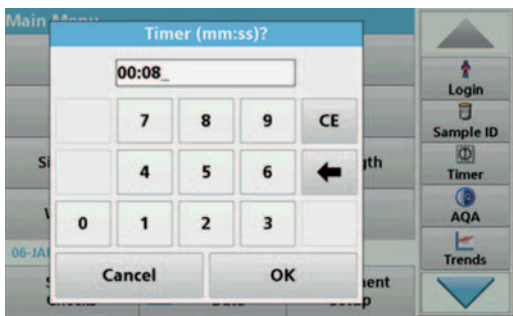 Main Menu
Timer (mm:ss)?
00:08_
7 8 9 CE
4 5 6
0 1 2 3
Cancel OK
Login
Sample ID
Timer
AQA
Trends
06-JA